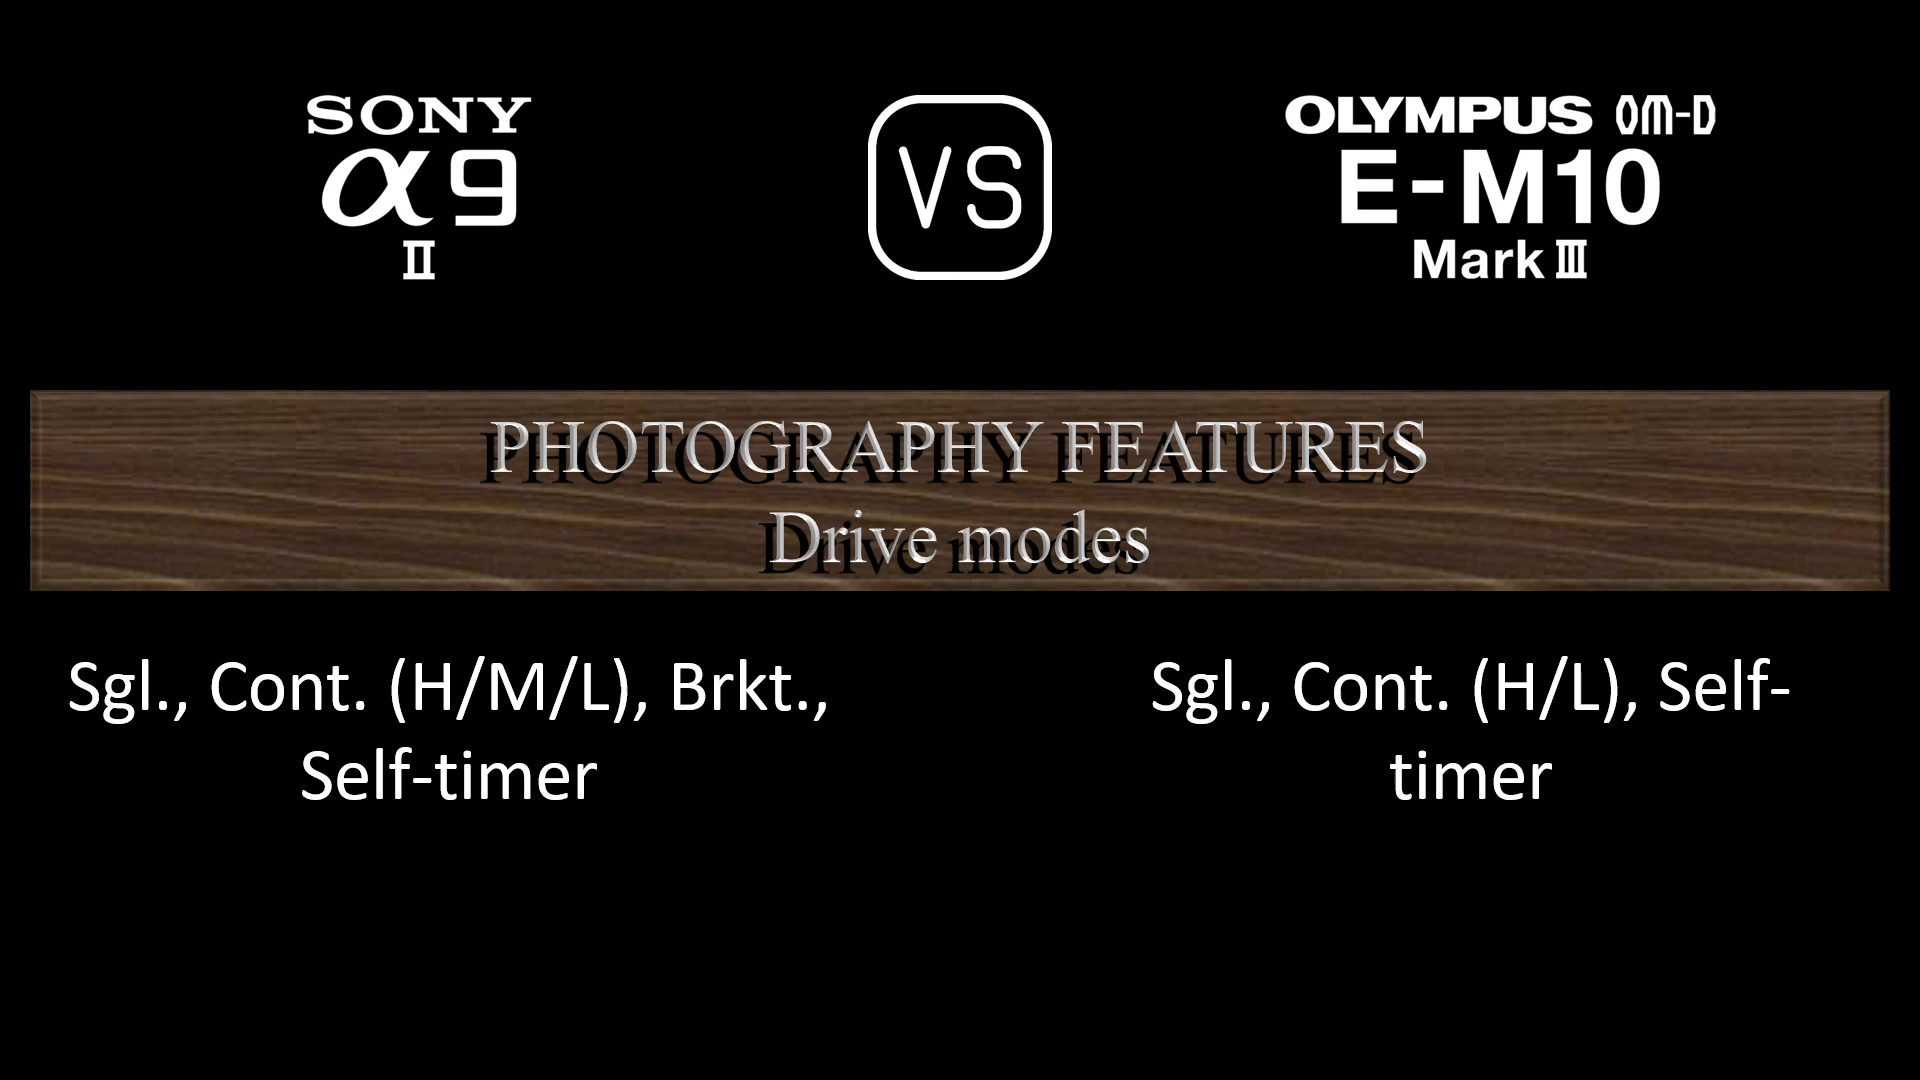 SONY
α9
II
VS
OLYMPUS OM-D
E-M10
Mark III
PHOTOGRAPHY FEATURES
Drive modes
Sgl., Cont. (H/M/L), Brkt.,
Self-timer
Sgl., Cont. (H/L), Self-
timer